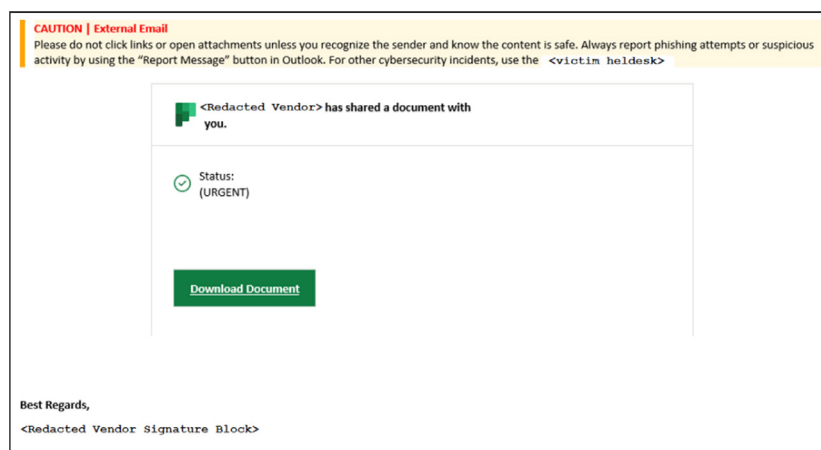 CAUTION | External Email
Please do not click links or open attachments unless you recognize the sender and know the content is safe. Always report phishing attempts or suspicious
activity by using the “Report Message” button in Outlook. For other cybersecurity incidents, use the <victim heldesk>
<Redacted Vendor> has shared a document with
you.
Status:
(URGENT)
Download Document
Best Regards,
<Redacted Vendor Signature Block>